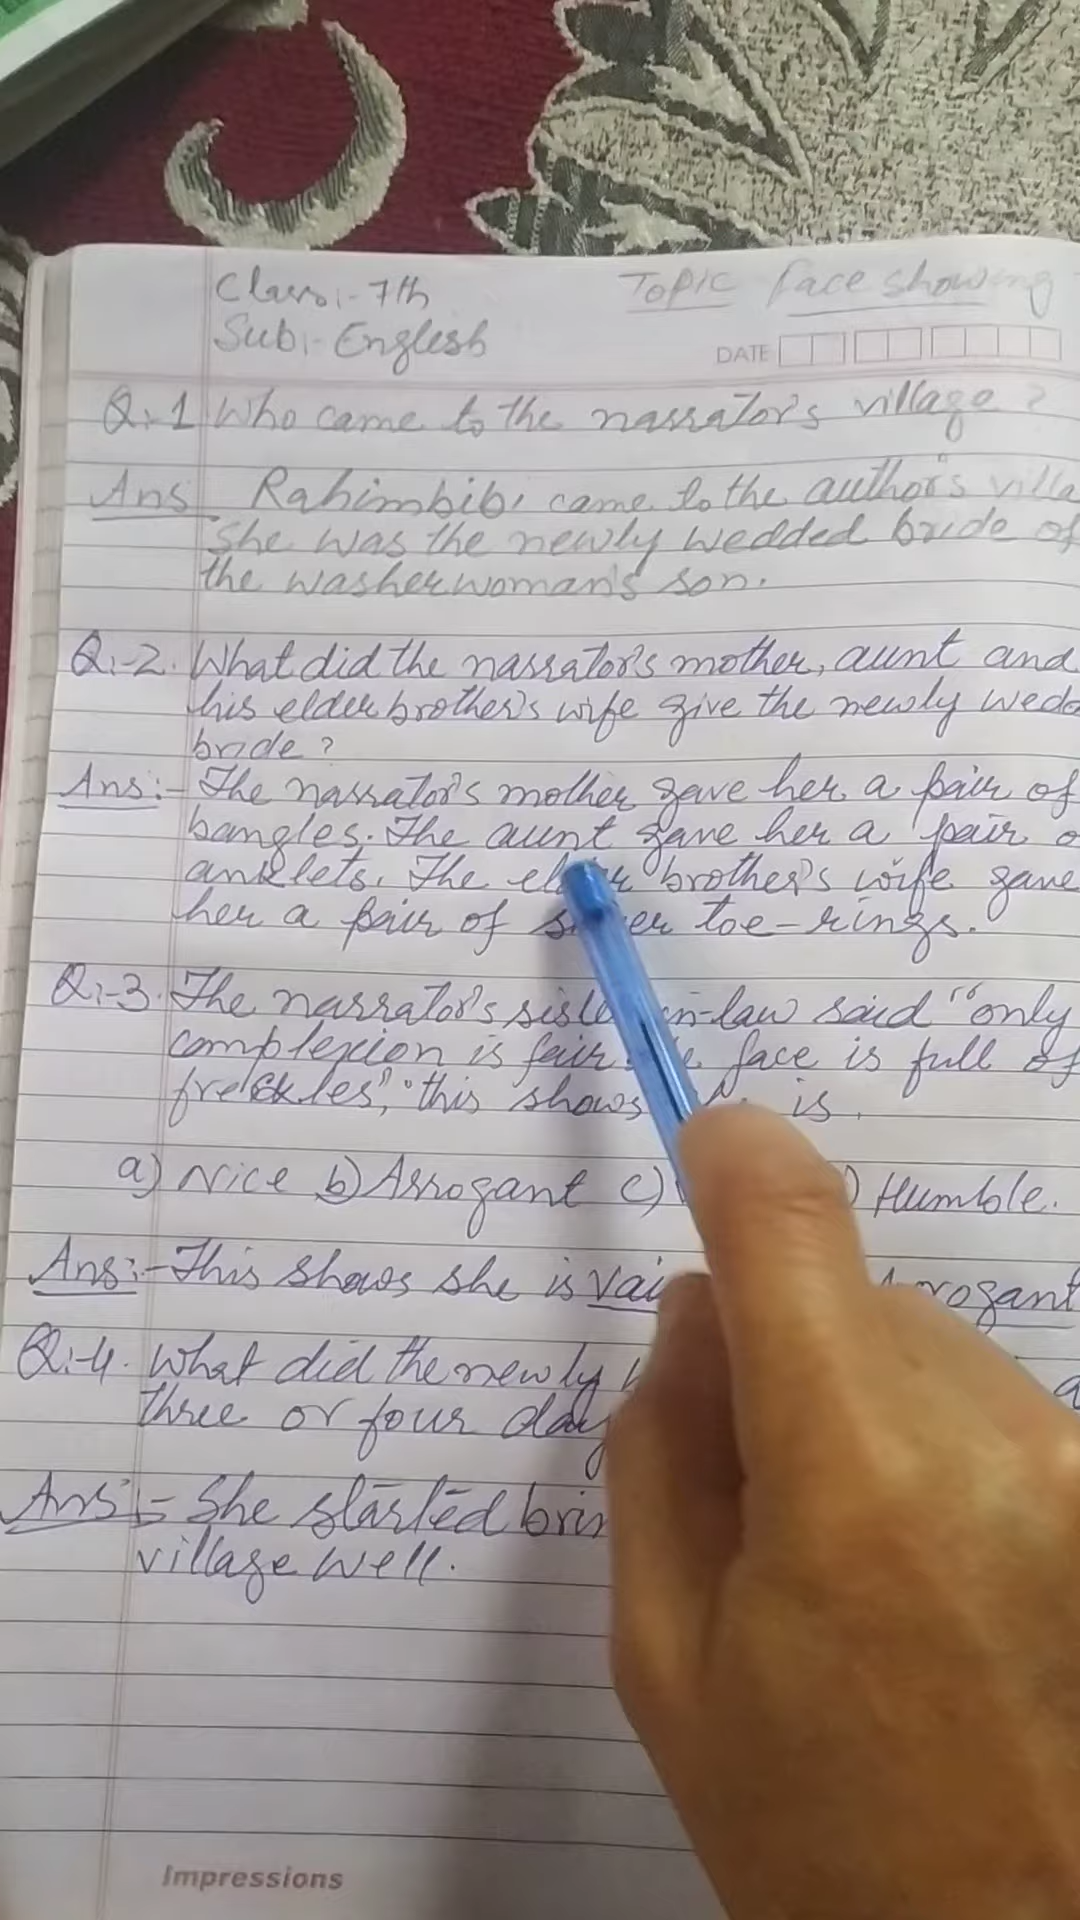 Class:- 7th
Topic Face showing
Sub:- English
DATE
Q:-1 Who came to the narrator's village?
Ans Rahimbibi came to the author's
She was the newly wedded bride of
the washerwoman's son.
Q:-2. What did the narrator's mother, aunt and
his elder brother's wife give the newly
bride?
Ans:- The narrator's mother gave her a pair of
bangles. The aunt gave her a pair
anklets. The brother's wife gave
her a pair of toe-rings.
Q:-3. The narrator's in-law said "only
complexion is fair. face is full of
freckles", "this shows is.
a) Nice b) Arrogant c) Humble.
Ans:- This shows she is
Q:-4. What did the newly
three or four
Ans:- She started
village well.
Impressions